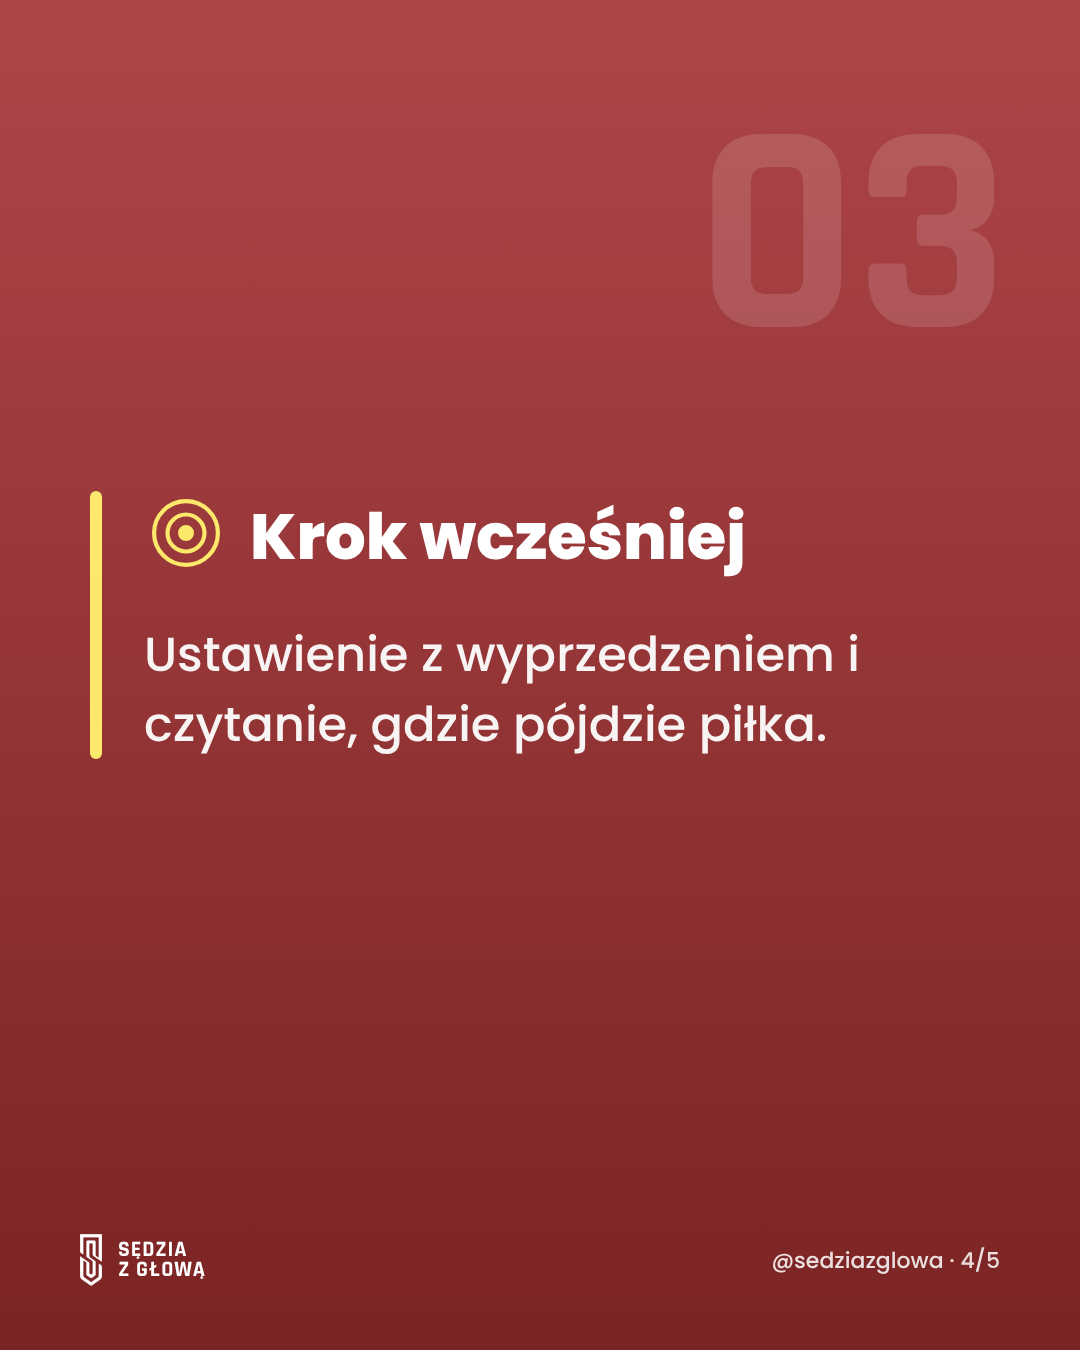 03
Krok wcześniej
Ustawienie z wyprzedzeniem i
czytanie, gdzie pójdzie piłka.
SĘDZIA
Z GŁOWĄ
@sedziazglowa · 4/5